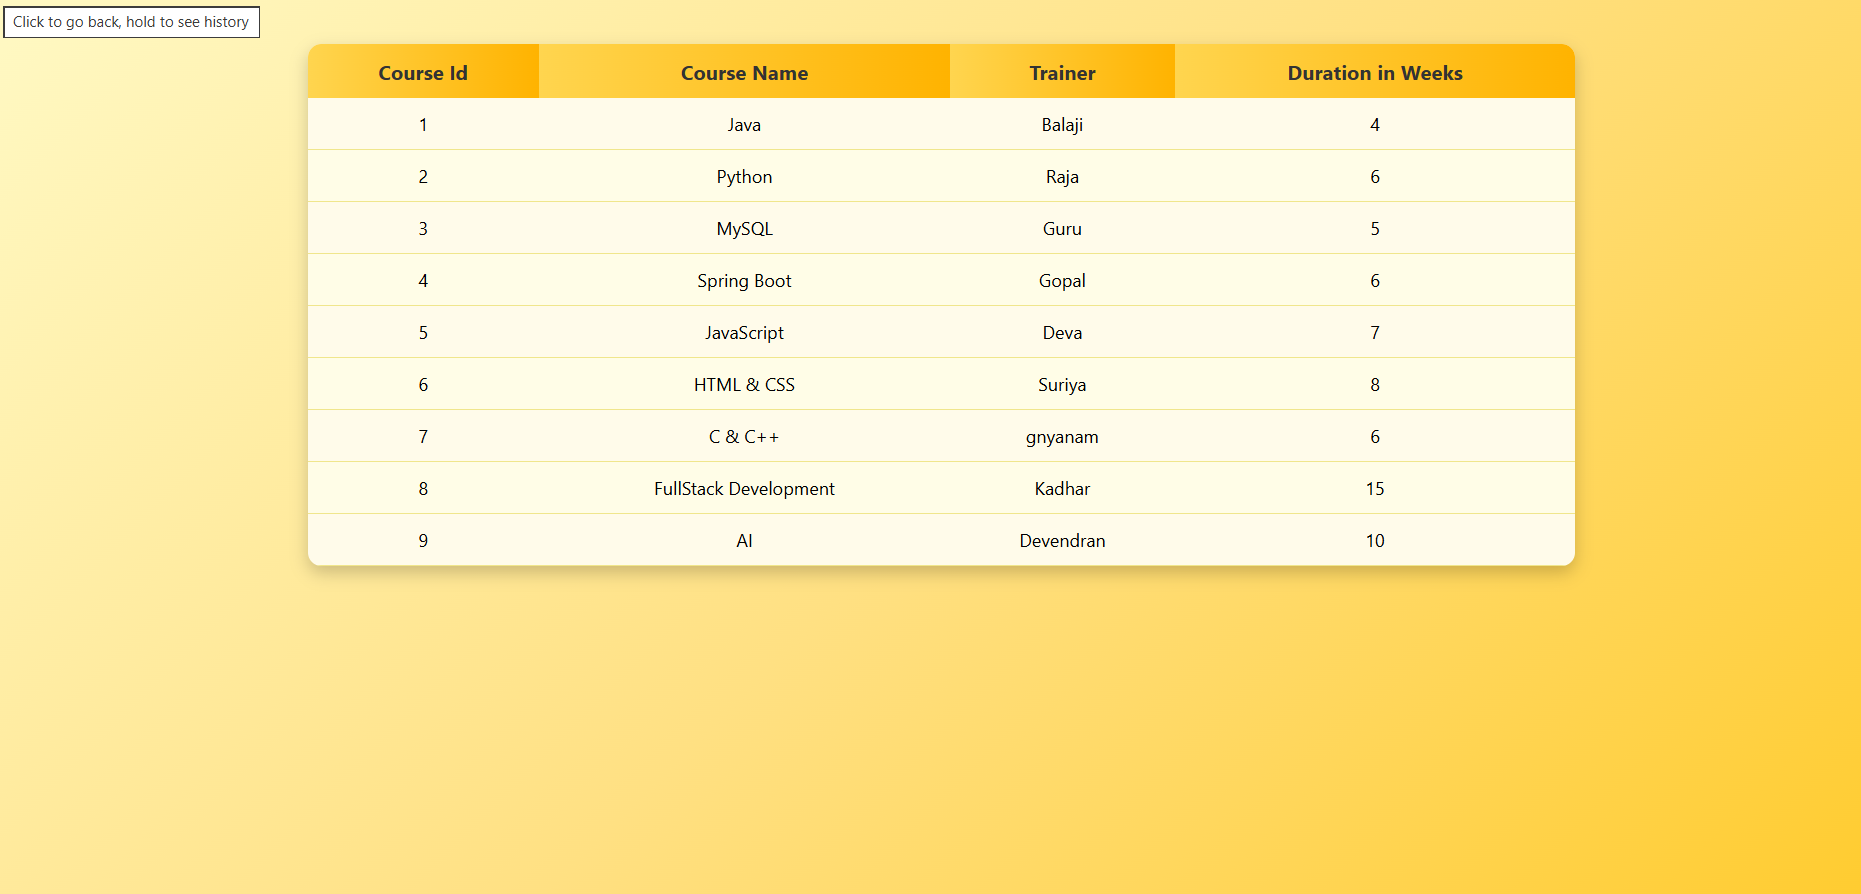 Click to go back, hold to see history
Course Id Course Name Trainer Duration in Weeks
1 Java Balaji 4
2 Python Raja 6
3 MySQL Guru 5
4 Spring Boot Gopal 6
5 JavaScript Deva 7
6 HTML & CSS Suriya 8
7 C & C++ gnyanam 6
8 FullStack Development Kadhar 15
9 AI Devendran 10